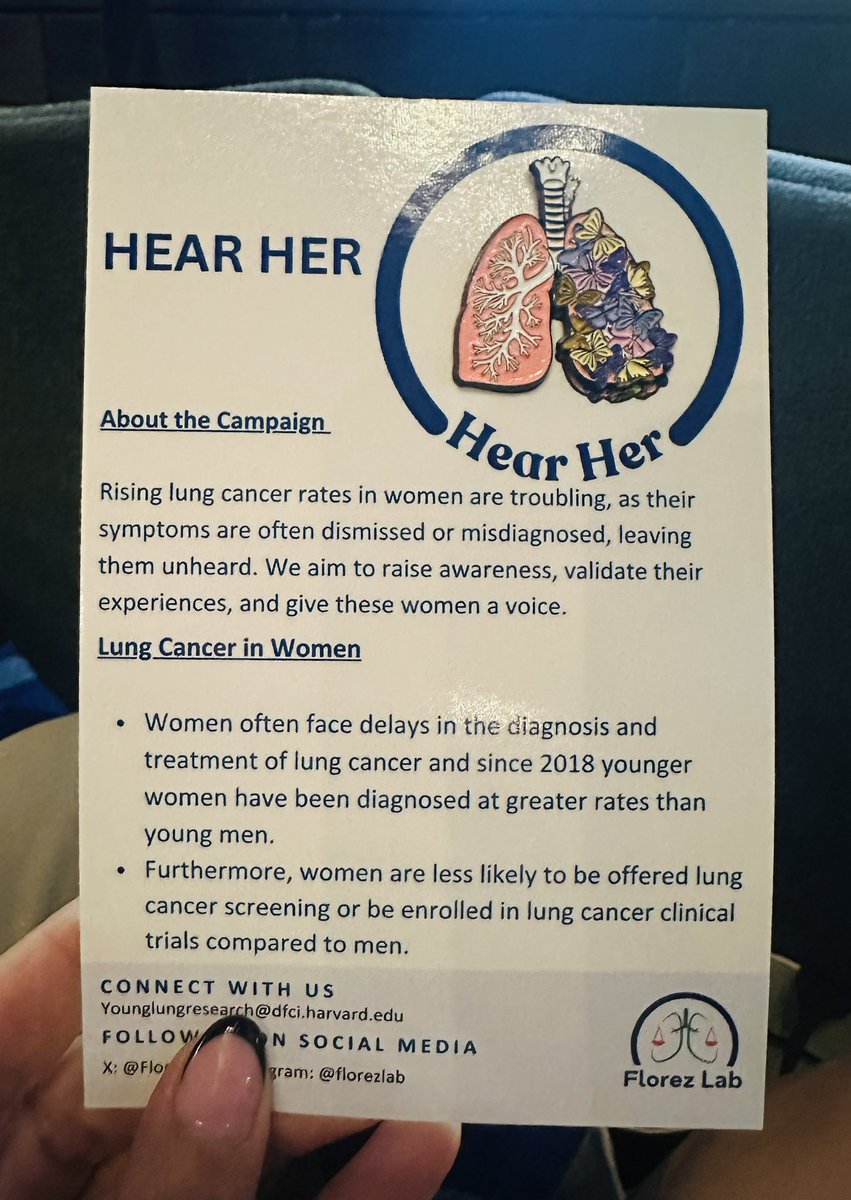 HEAR HER
Hear Her
About the Campaign
Rising lung cancer rates in women are troubling, as their
symptoms are often dismissed or misdiagnosed, leaving
them unheard. We aim to raise awareness, validate their
experiences, and give these women a voice.
Lung Cancer in Women
• Women often face delays in the diagnosis and
treatment of lung cancer and since 2018 younger
women have been diagnosed at greater rates than
young men.
• Furthermore, women are less likely to be offered lung
cancer screening or be enrolled in lung cancer clinical
trials compared to men.
CONNECT WITH US
Younglungresearch@dfci.harvard.edu
FOLLOW ON SOCIAL MEDIA
X: @florezlab
Florez Lab